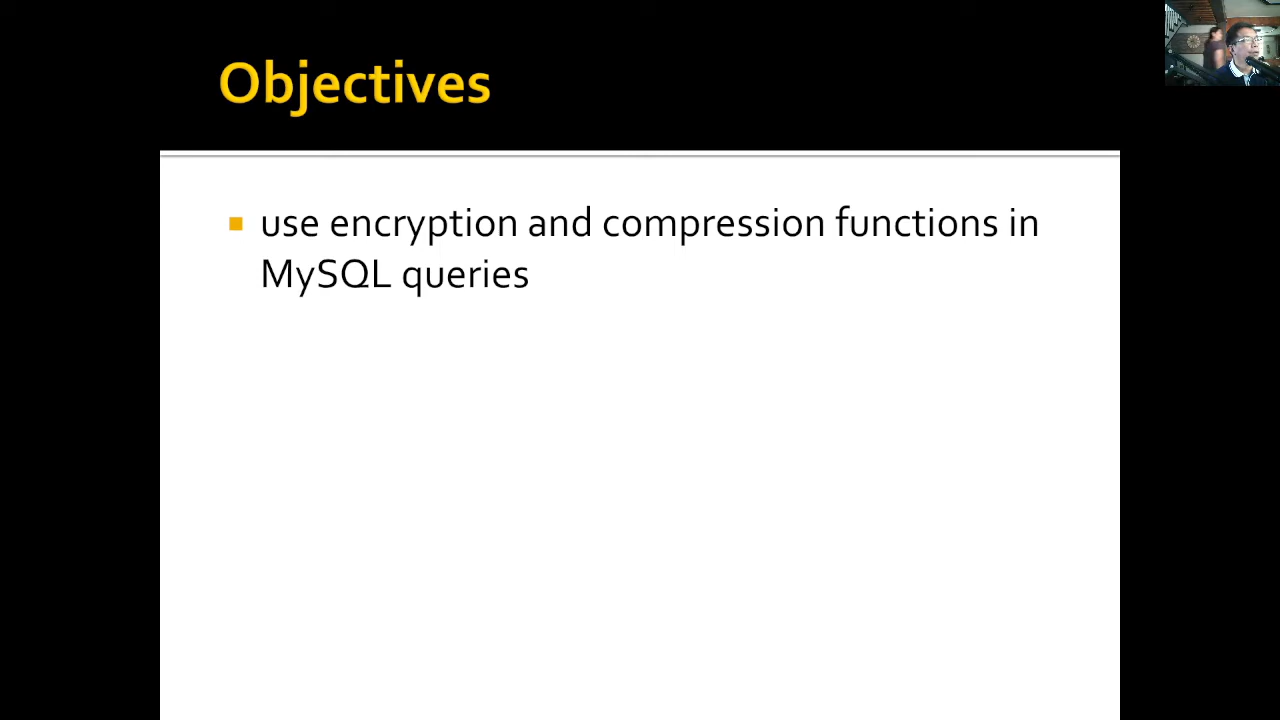 Objectives
use encryption and compression functions in
MySQL queries